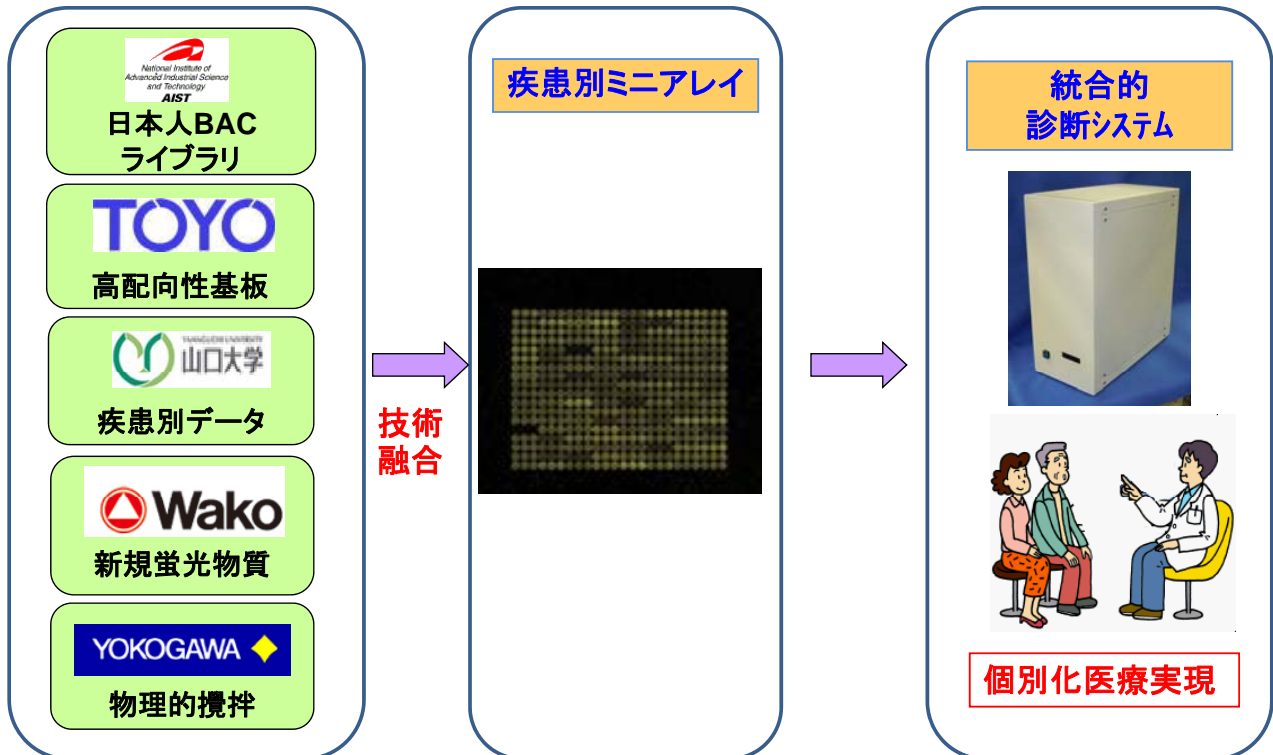 National Institute of
Advanced Industrial Science
and Technology
AIST
日本人BAC
ライブラリ
TOYO
高配向性基板
YAMAGUCHI UNIVERSITY
山口大学
疾患別データ
Wako
新規蛍光物質
YOKOGAWA
物理的攪拌
技術
融合
疾患別ミニアレイ
統合的
診断システム
個別化医療実現